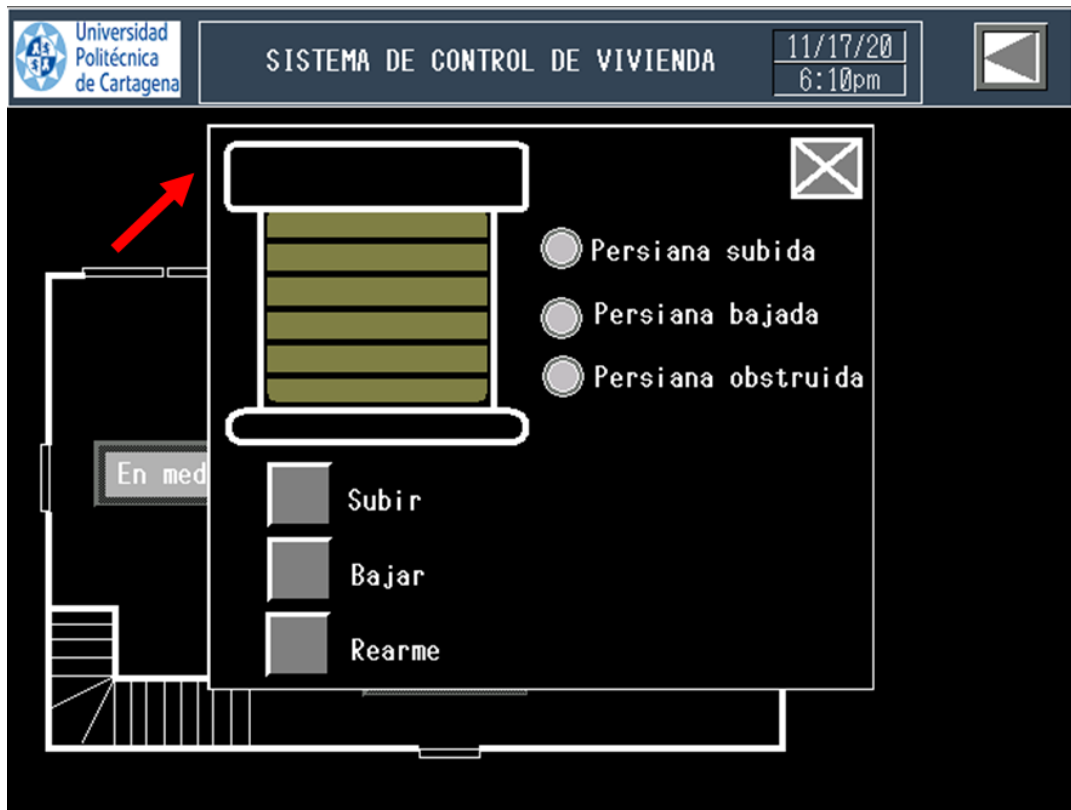 Universidad
Politécnica
de Cartagena
SISTEMA DE CONTROL DE VIVIENDA
11/17/20
6:10pm
Persiana subida
Persiana bajada
Persiana obstruida
En med
Subir
Bajar
Rearme